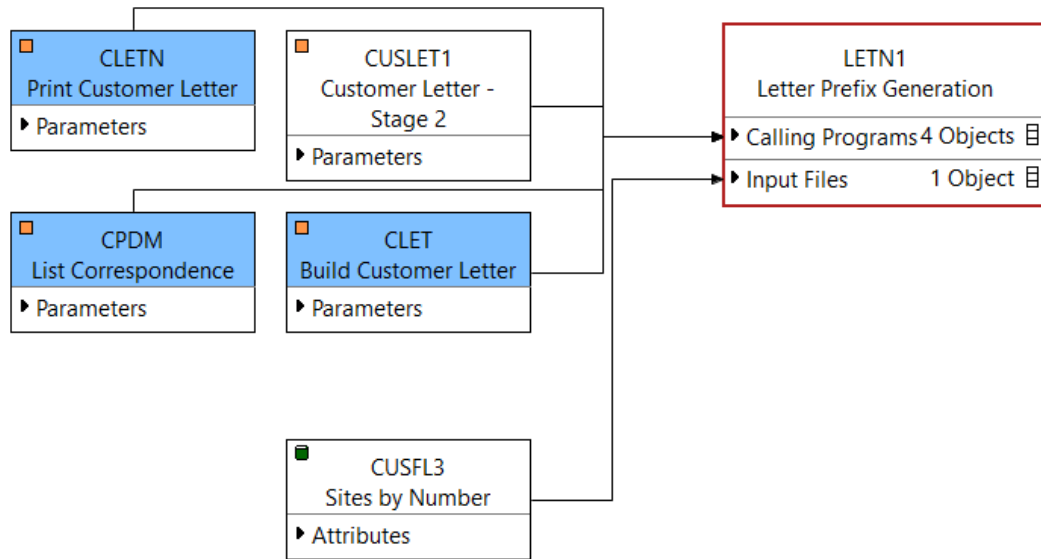 CLETN
Print Customer Letter
Parameters
CUSLET1
Customer Letter -
Stage 2
Parameters
LETN1
Letter Prefix Generation
Calling Programs 4 Objects
Input Files 1 Object
CPDM
List Correspondence
Parameters
CLET
Build Customer Letter
Parameters
CUSFL3
Sites by Number
Attributes